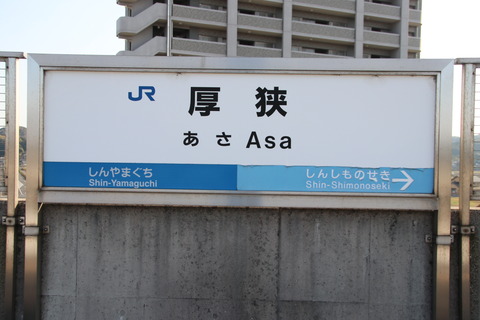 JR 厚狭
あさ Asa
しんやまぐち しんしものせき
Shin-Yamaguchi Shin-Shimonoseki